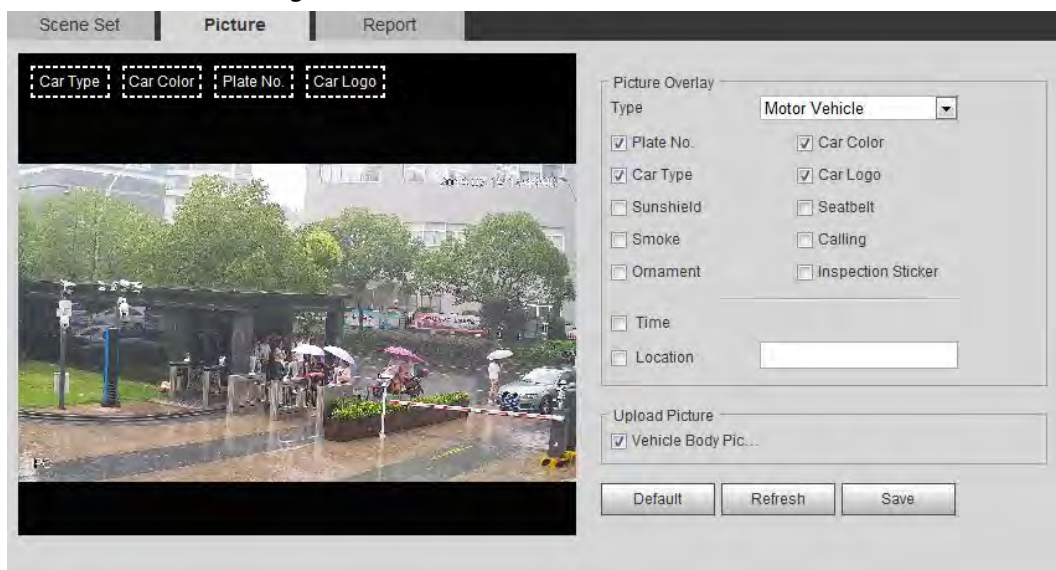 Scene Set Picture Report
Car Type Car Color Plate No. Car Logo
Picture Overlay
Type Motor Vehicle
Plate No. Car Color
Car Type Car Logo
Sunshield Seatbelt
Smoke Calling
Ornament Inspection Sticker
Time
Location
Upload Picture
Vehicle Body Pic...
Default Refresh Save